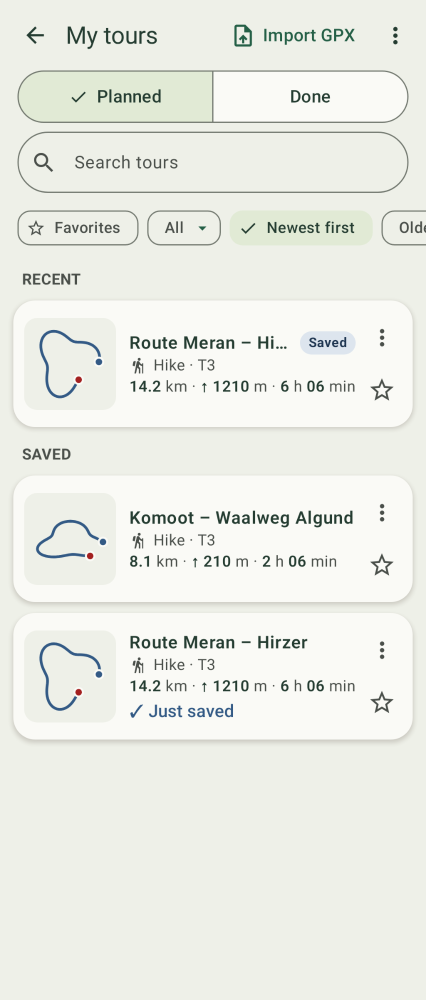 My tours
Import GPX
Planned
Done
Search tours
Favorites
All
Newest first
Olde
RECENT
Route Meran – Hi...
Saved
Hike · T3
14.2 km · ↑ 1210 m · 6 h 06 min
SAVED
Komoot – Waalweg Algund
Hike · T3
8.1 km · ↑ 210 m · 2 h 06 min
Route Meran – Hirzer
Hike · T3
14.2 km · ↑ 1210 m · 6 h 06 min
✓ Just saved